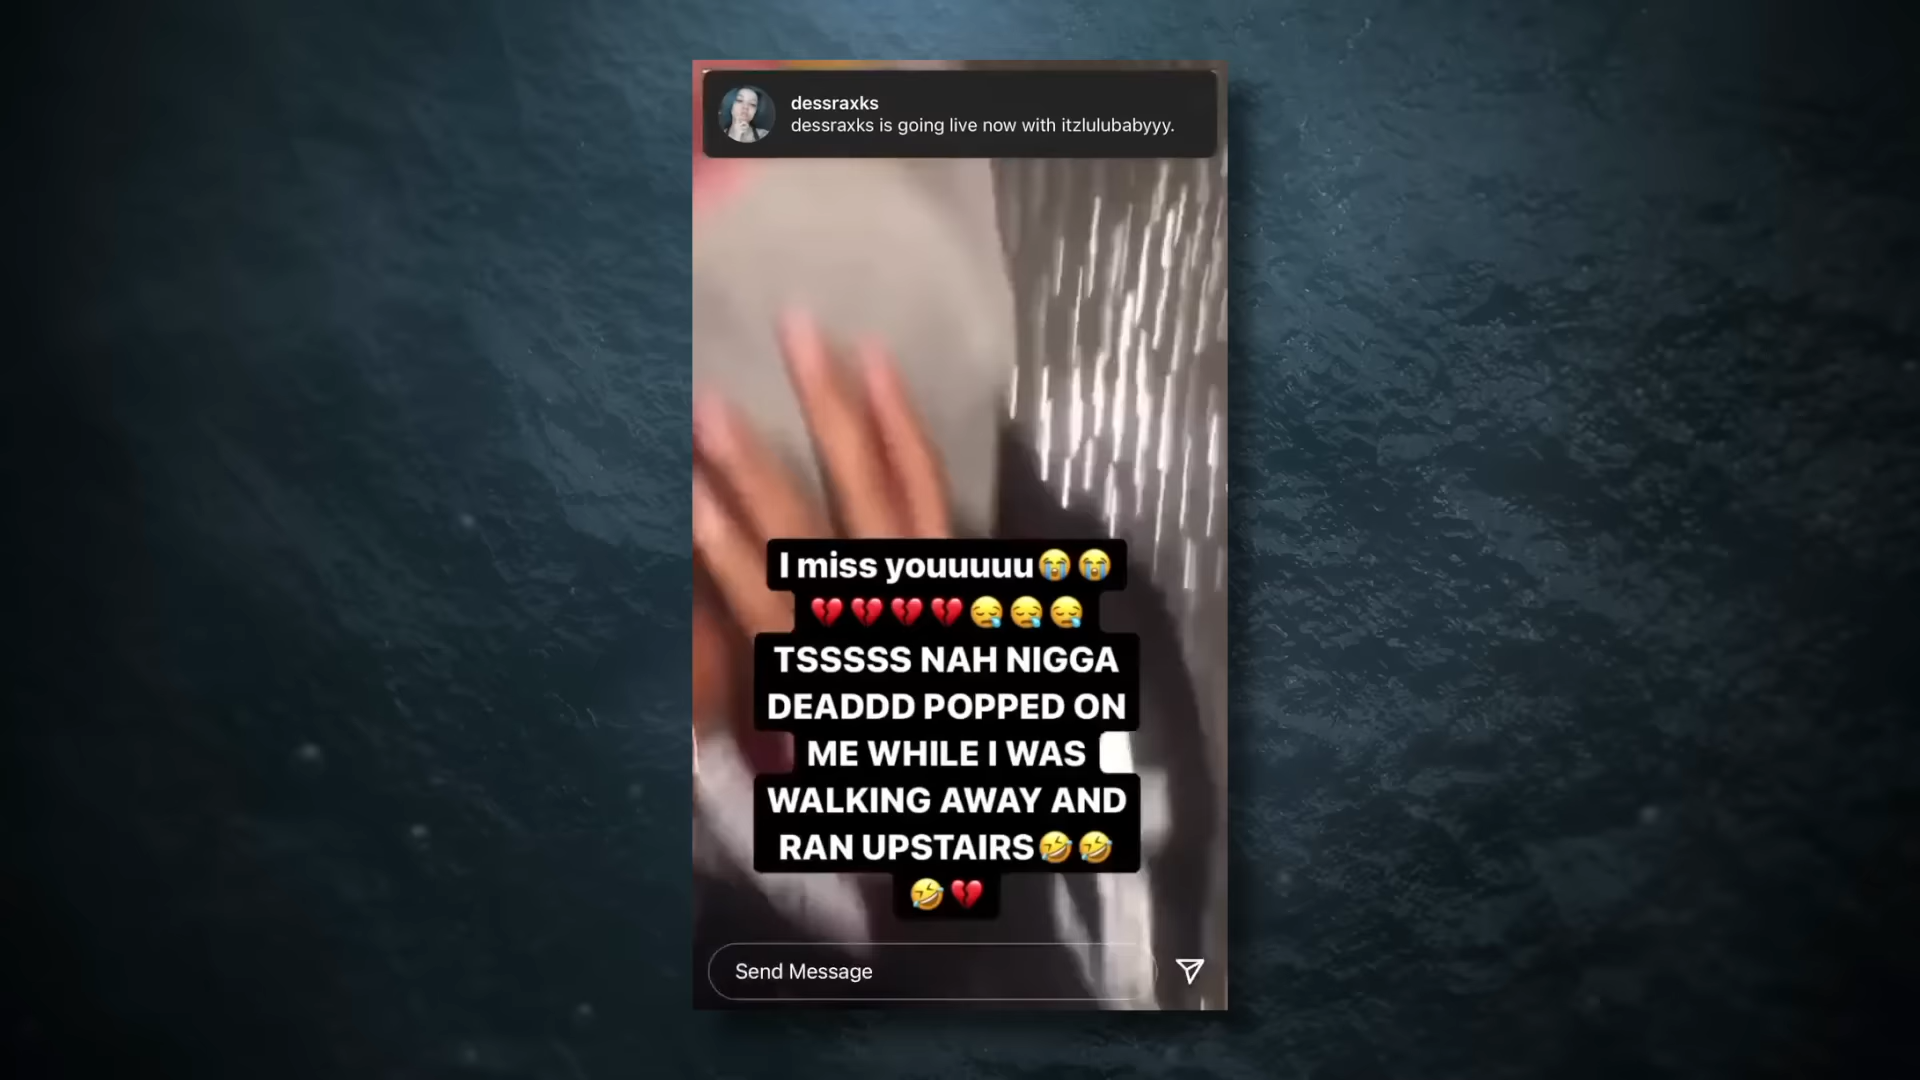 dessraxks
dessraxks is going live now with itzlulubabyyy.
I miss youuuuu😭😭
💔💔💔💔😪😪😪
TSSSSS NAH NIGGA
DEADDD POPPED ON
ME WHILE I WAS
WALKING AWAY AND
RAN UPSTAIRS🤣🤣
🤣💔
Send Message